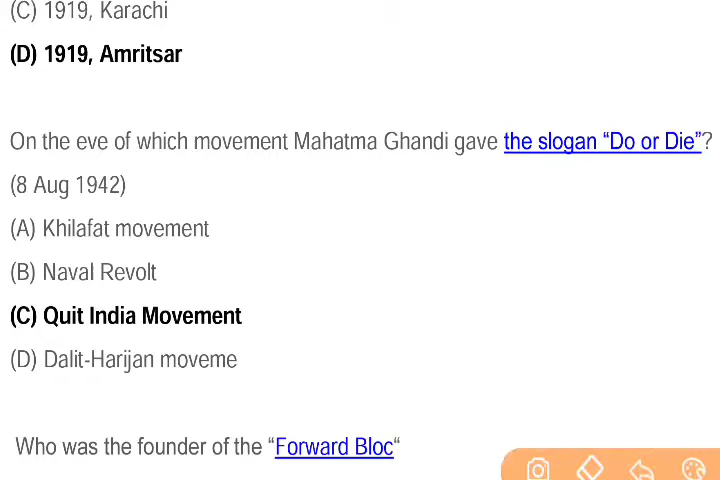 (C) 1919, Karachi
(D) 1919, Amritsar
On the eve of which movement Mahatma Ghandi gave the slogan “Do or Die”?
(8 Aug 1942)
(A) Khilafat movement
(B) Naval Revolt
(C) Quit India Movement
(D) Dalit-Harijan moveme
Who was the founder of the “Forward Bloc“